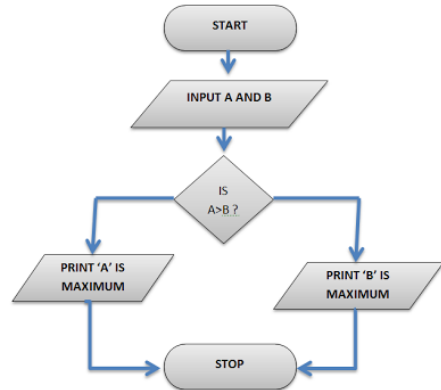 START
INPUT A AND B
IS
A>B ?
PRINT ‘A’ IS
MAXIMUM
PRINT ‘B’ IS
MAXIMUM
STOP